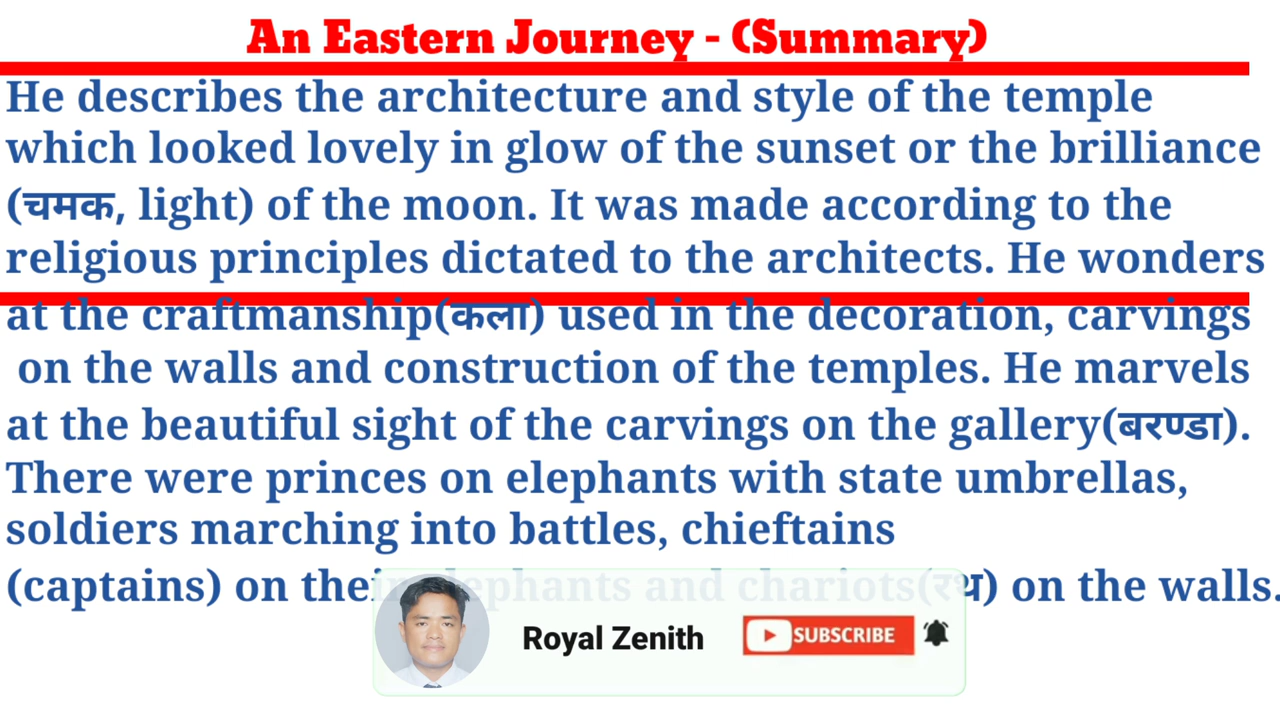 An Eastern Journey - (Summary)
He describes the architecture and style of the temple
which looked lovely in glow of the sunset or the brilliance
(चमक, light) of the moon. It was made according to the
religious principles dictated to the architects. He wonders
at the craftmanship(कला) used in the decoration, carvings
on the walls and construction of the temples. He marvels
at the beautiful sight of the carvings on the gallery(बरण्डा).
There were princes on elephants with state umbrellas,
soldiers marching into battles, chieftains
(captains) on their elephants and chariots(रथ) on the walls.
Royal Zenith
SUBSCRIBE